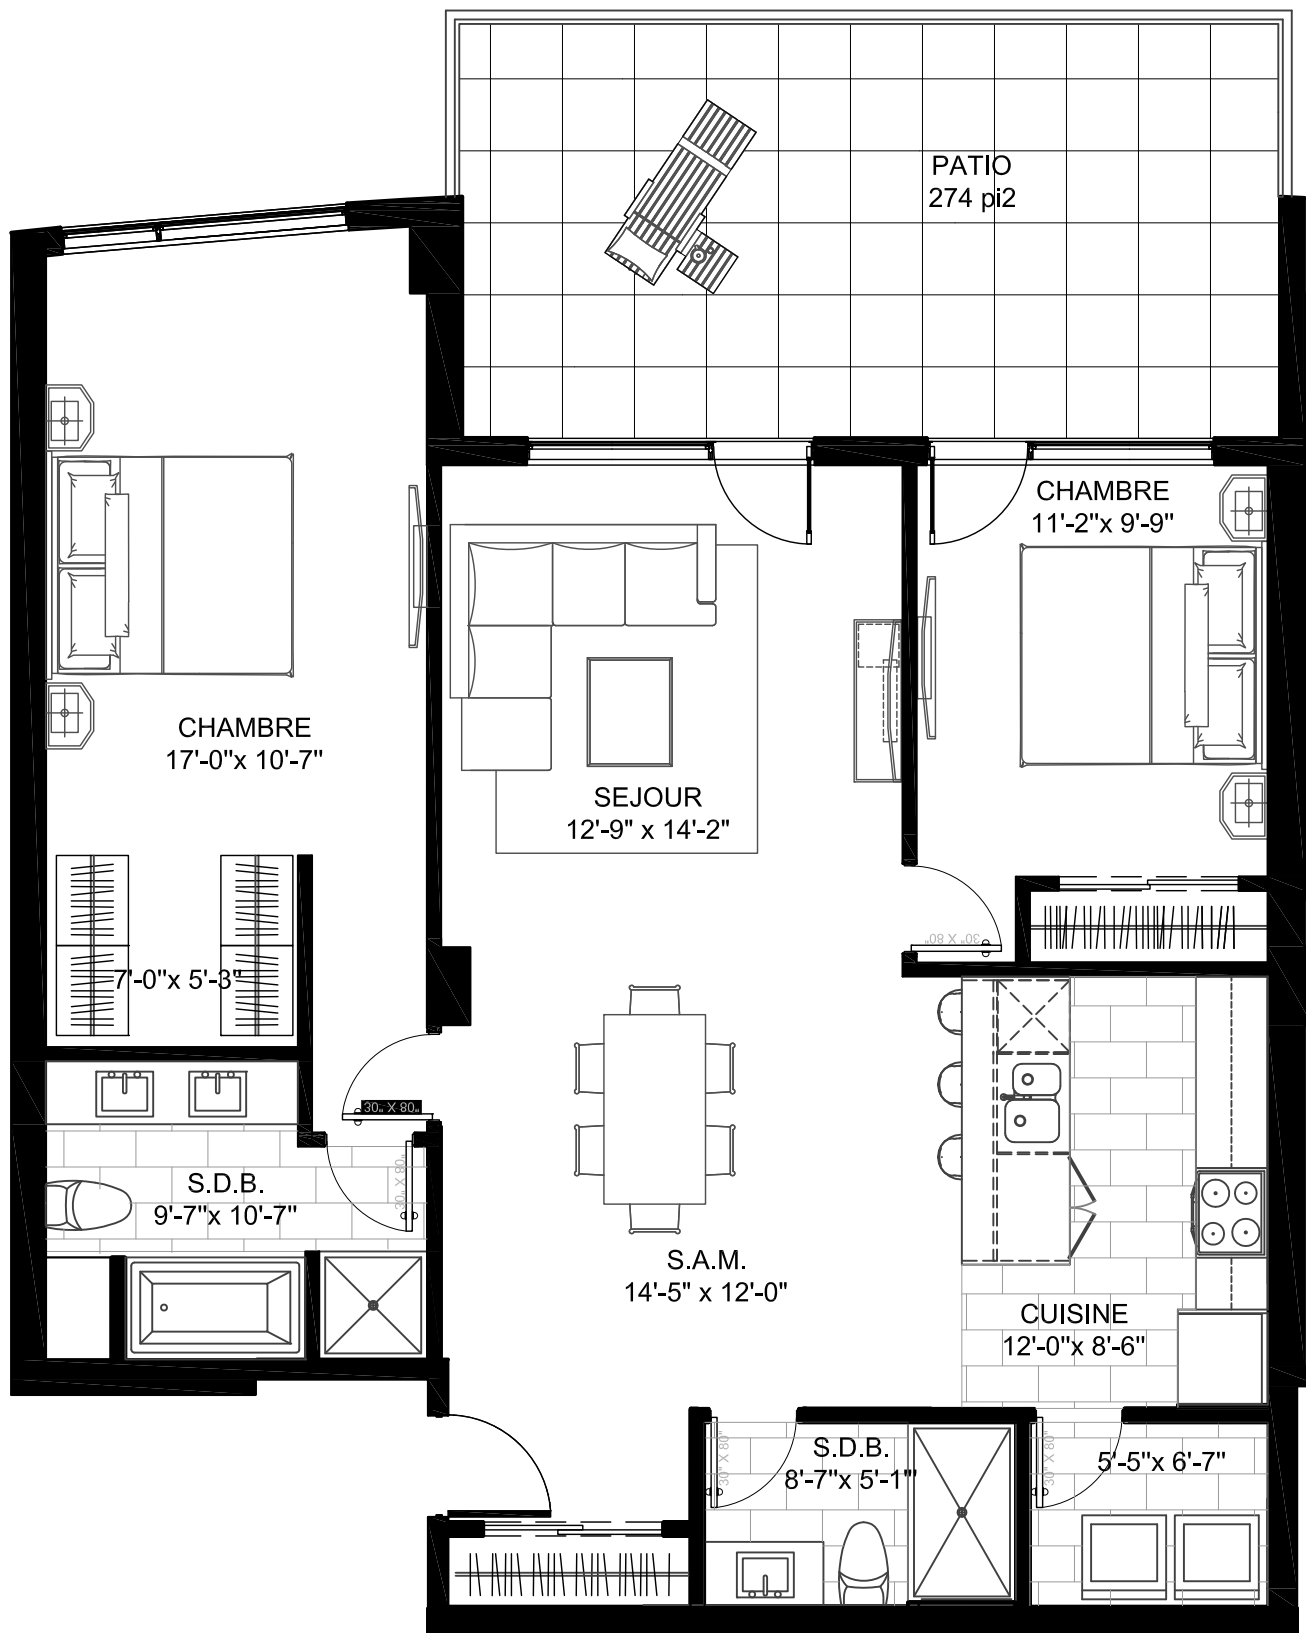 PATIO
274 pi2
CHAMBRE
11'-2"x 9'-9"
CHAMBRE
17'-0"x 10'-7"
SEJOUR
12'-9" x 14'-2"
30" X 80"
7'-0"x 5'-3"
30" X 80"
30" X 80"
S.D.B.
9'-7"x 10'-7"
S.A.M.
14'-5" x 12'-0"
CUISINE
12'-0"x 8'-6"
30" X 80"
S.D.B.
8'-7"x 5'-1"
30" X 80"
5'-5"x 6'-7"